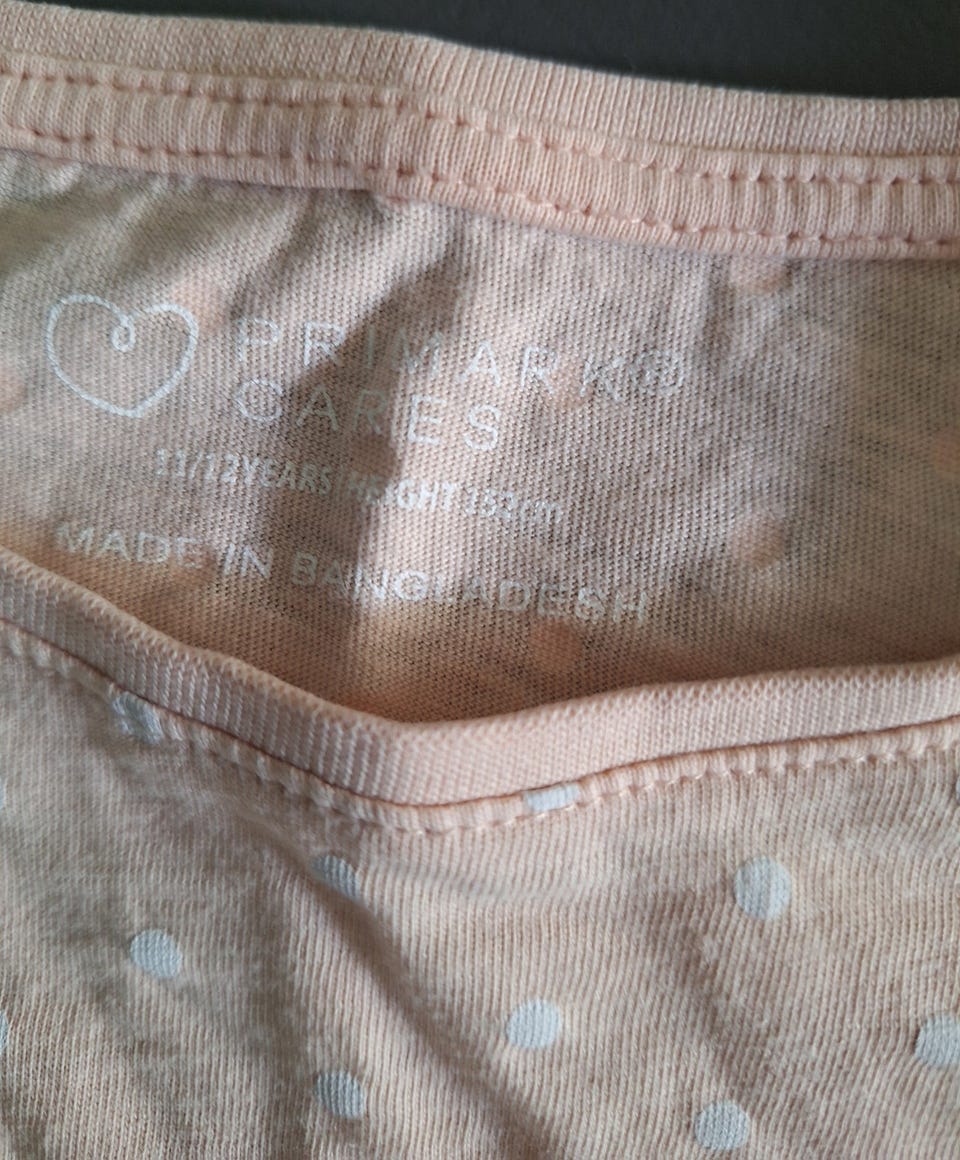 PRIMARK®
CARES
11/12YEARS HEIGHT 152cm
MADE IN BANGLADESH